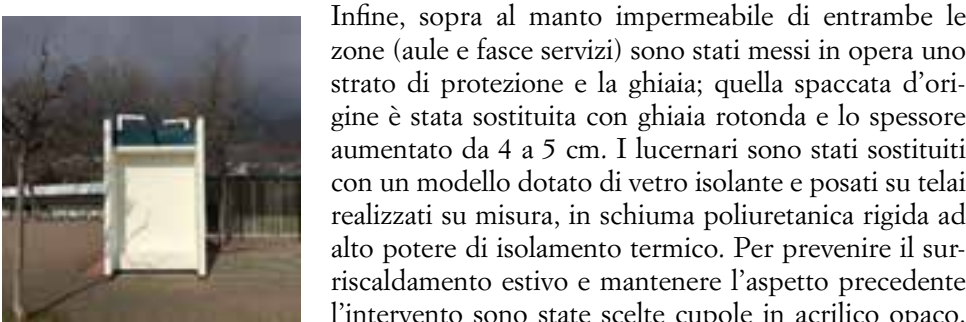 Infine, sopra al manto impermeabile di entrambe le
zone (aule e fasce servizi) sono stati messi in opera uno
strato di protezione e la ghiaia; quella spaccata d’ori-
gine è stata sostituita con ghiaia rotonda e lo spessore
aumentato da 4 a 5 cm. I lucernari sono stati sostituiti
con un modello dotato di vetro isolante e posati su telai
realizzati su misura, in schiuma poliuretanica rigida ad
alto potere di isolamento termico. Per prevenire il sur-
riscaldamento estivo e mantenere l’aspetto precedente
l’intervento sono state scelte cupole in acrilico opaco.